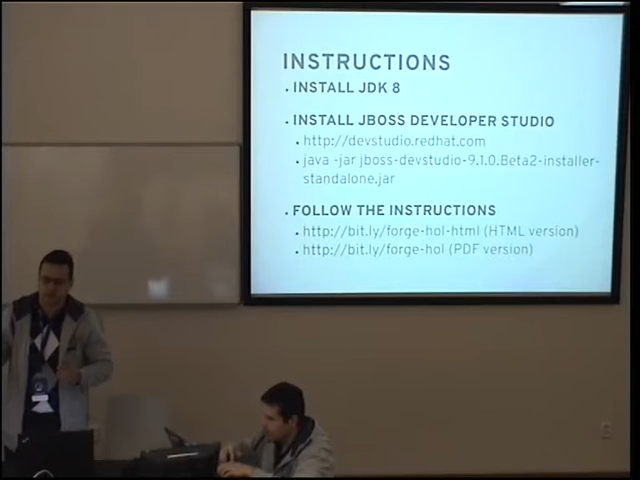 INSTRUCTIONS
• INSTALL JDK 8
• INSTALL JBOSS DEVELOPER STUDIO
• http://devstudio.redhat.com
• java -jar jboss-devstudio-9.1.0.Beta2-installer-
standalone.jar
• FOLLOW THE INSTRUCTIONS
• http://bit.ly/forge-hol-html (HTML version)
• http://bit.ly/forge-hol (PDF version)